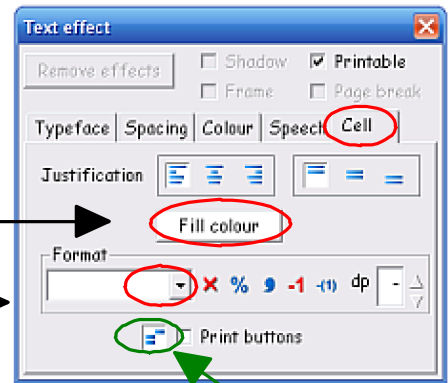 Text effect
Remove effects Shadow Printable
Frame Page break
Typeface Spacing Colour Speech Cell
Justification
Fill colour
Format
% , -1 -(1) dp -
Print buttons